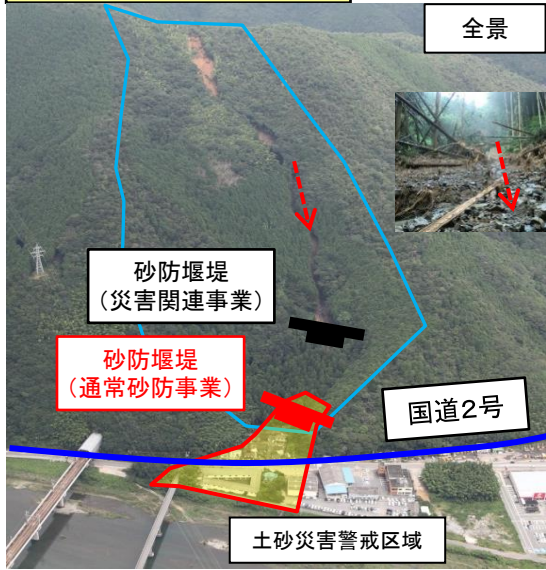 全景
砂防堰堤
（災害関連事業）
砂防堰堤
（通常砂防事業）
国道２号
土砂災害警戒区域